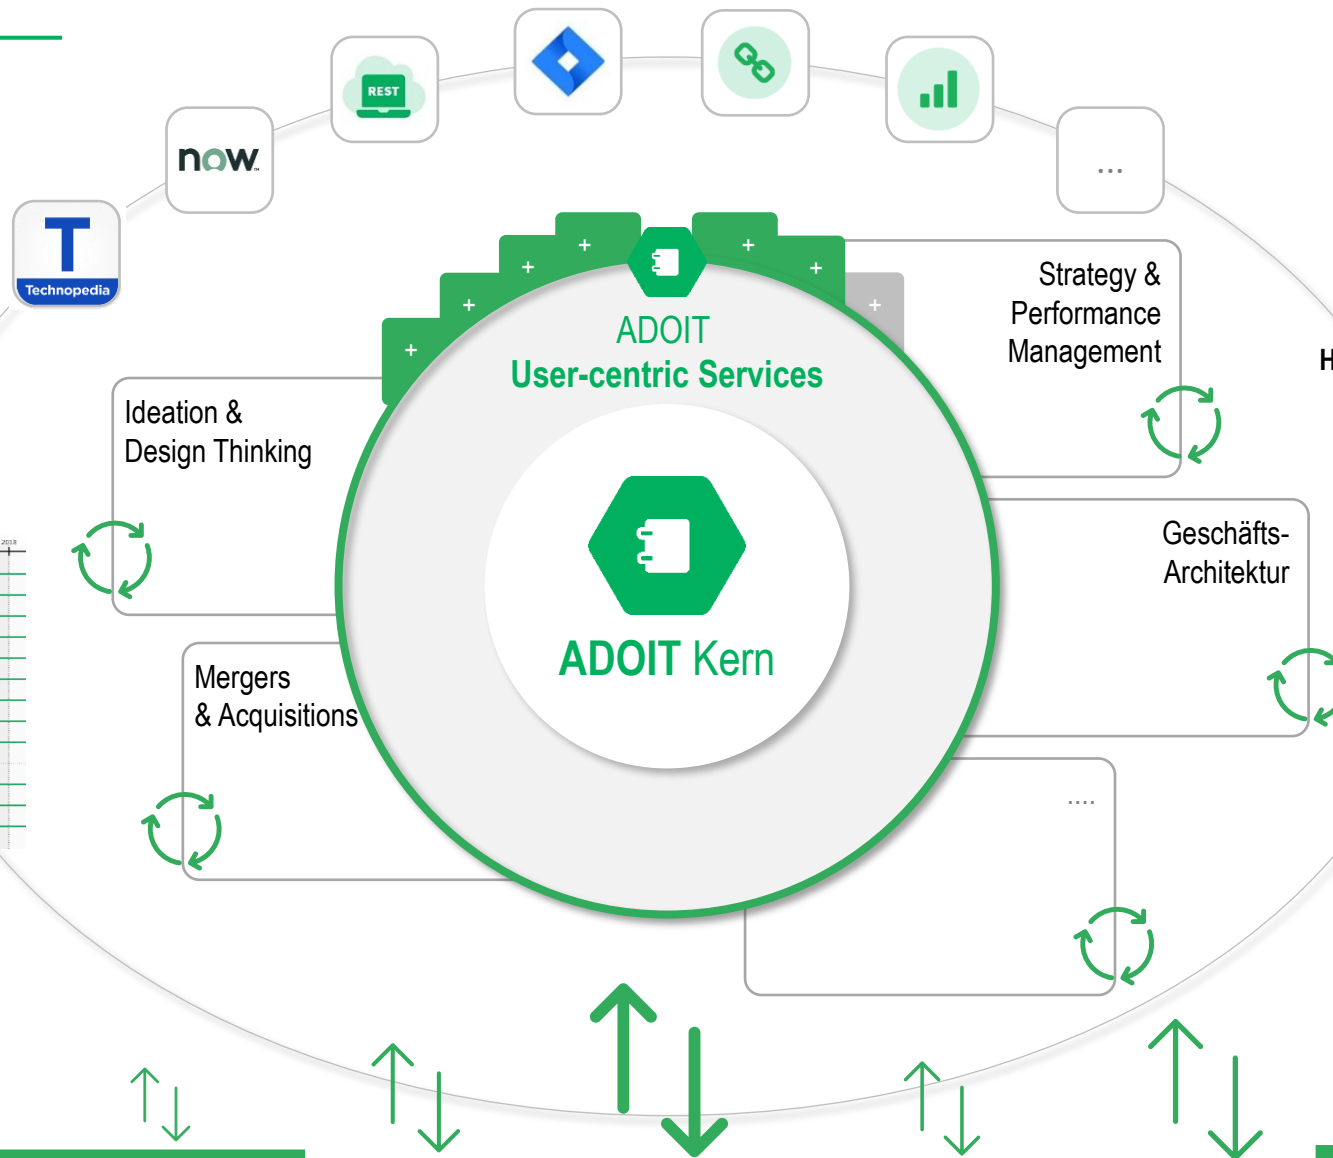 REST
now
...
T
Technopedia
+
+
+
+
+
+
+
ADOIT
User-centric Services
Strategy &
Performance
Management
H
Ideation &
Design Thinking
2018
Geschäfts-
Architektur
ADOIT Kern
Mergers
& Acquisitions
....